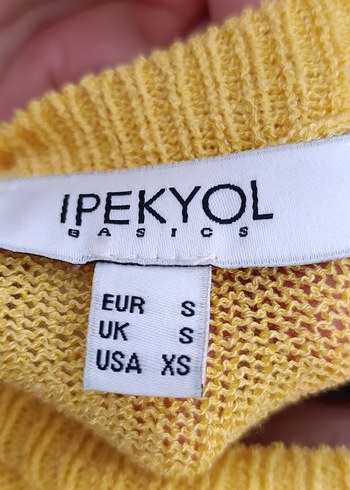 IPEKYOL
BASICS
EUR S
UK S
USA XS